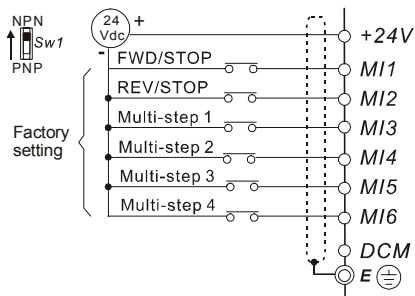 NPN
Sw1
PNP
24
Vdc
+
-
+24V
FWD/STOP
MI1
REV/STOP
MI2
Multi-step 1
MI3
Factory
setting
Multi-step 2
MI4
Multi-step 3
MI5
Multi-step 4
MI6
DCM
E